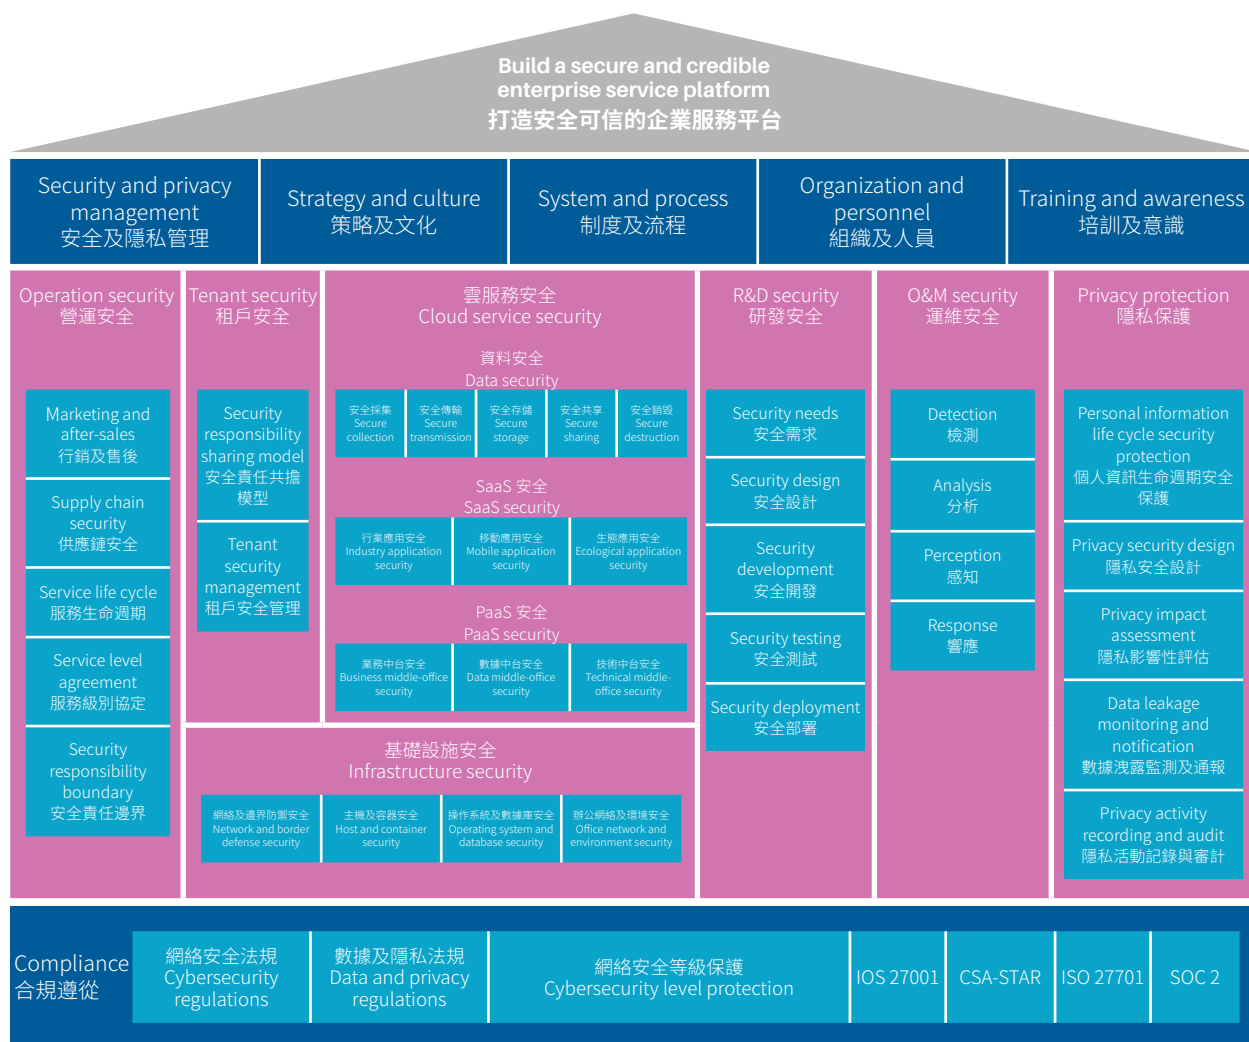 Build a secure and credible
enterprise service platform
打造安全可信的企業服務平台
Security and privacy
management
安全及隱私管理
Strategy and culture
策略及文化
System and process
制度及流程
Organization and
personnel
組織及人員
Training and awareness
培訓及意識
Operation security
營運安全
Marketing and
after-sales
行銷及售後
Supply chain
security
供應鏈安全
Service life cycle
服務生命週期
Service level
agreement
服務級別協定
Security
responsibility
boundary
安全責任邊界
Tenant security
租戶安全
Security
responsibility
sharing model
安全責任共擔
模型
Tenant
security
management
租戶安全管理
雲服務安全
Cloud service security
資料安全
Data security
安全採集
Secure
collection
安全傳輸
Secure
transmission
安全存儲
Secure
storage
安全共享
Secure
sharing
安全銷毀
Secure
destruction
SaaS 安全
SaaS security
行業應用安全
Industry application
security
移動應用安全
Mobile application
security
生態應用安全
Ecological application
security
PaaS 安全
PaaS security
業務中台安全
Business middle-office
security
數據中台安全
Data middle-office
security
技術中台安全
Technical middle-
office security
基礎設施安全
Infrastructure security
網絡及邊界防禦安全
Network and border
defense security
主機及容器安全
Host and container
security
操作系統及數據庫安全
Operating system and
database security
辦公網絡及環境安全
Office network and
environment security
R&D security
研發安全
Security needs
安全需求
Security design
安全設計
Security
development
安全開發
Security testing
安全測試
Security deployment
安全部署
O&M security
運維安全
Detection
檢測
Analysis
分析
Perception
感知
Response
響應
Privacy protection
隱私保護
Personal information
life cycle security
protection
個人資訊生命週期安全
保護
Privacy security design
隱私安全設計
Privacy impact
assessment
隱私影響性評估
Data leakage
monitoring and
notification
數據洩露監測及通報
Privacy activity
recording and audit
隱私活動記錄與審計
Compliance
合規遵從
網絡安全法規
Cybersecurity
regulations
數據及隱私法規
Data and privacy
regulations
網絡安全等級保護
Cybersecurity level protection
IOS 27001
CSA-STAR
ISO 27701
SOC 2